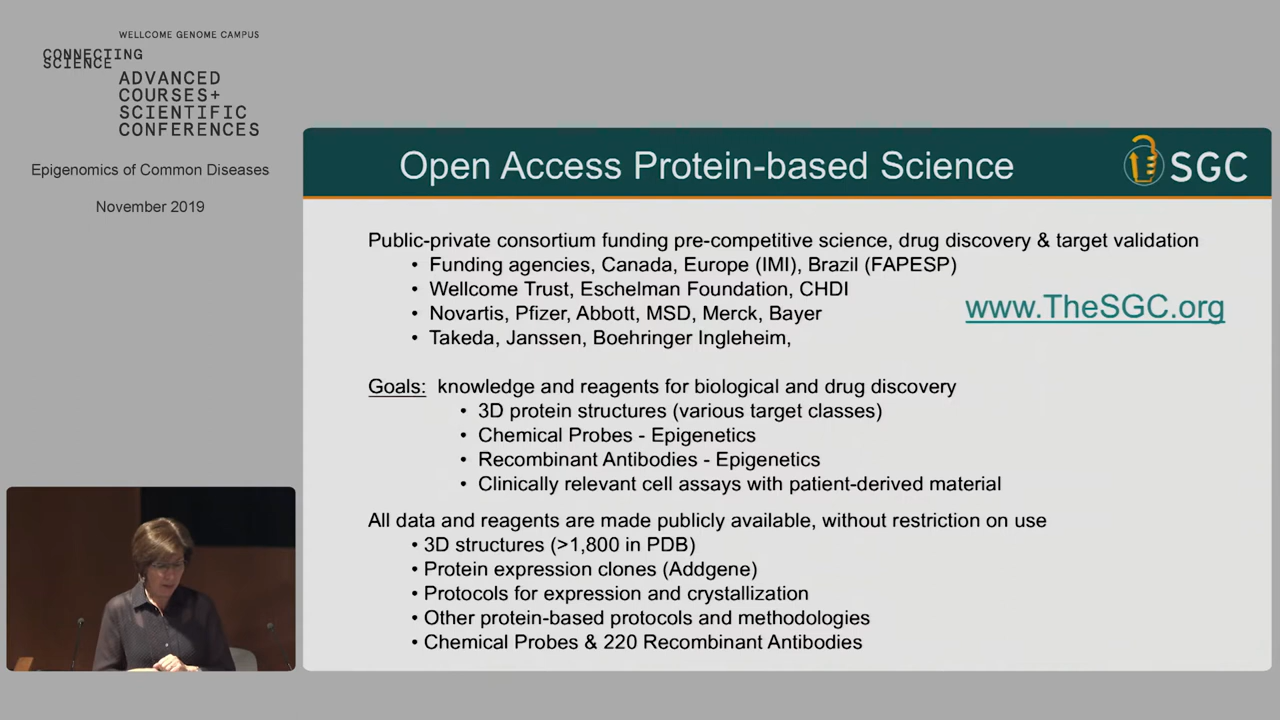 WELLCOME GENOME CAMPUS
CONNECTING
SCIENCE
ADVANCED
COURSES+
SCIENTIFIC
CONFERENCES
Epigenomics of Common Diseases
November 2019
Open Access Protein-based Science
SGC
Public-private consortium funding pre-competitive science, drug discovery & target validation
• Funding agencies, Canada, Europe (IMI), Brazil (FAPESP)
• Wellcome Trust, Eschelman Foundation, CHDI
• Novartis, Pfizer, Abbott, MSD, Merck, Bayer
• Takeda, Janssen, Boehringer Ingleheim,
www.TheSGC.org
Goals: knowledge and reagents for biological and drug discovery
• 3D protein structures (various target classes)
• Chemical Probes - Epigenetics
• Recombinant Antibodies - Epigenetics
• Clinically relevant cell assays with patient-derived material
All data and reagents are made publicly available, without restriction on use
• 3D structures (>1,800 in PDB)
• Protein expression clones (Addgene)
• Protocols for expression and crystallization
• Other protein-based protocols and methodologies
• Chemical Probes & 220 Recombinant Antibodies